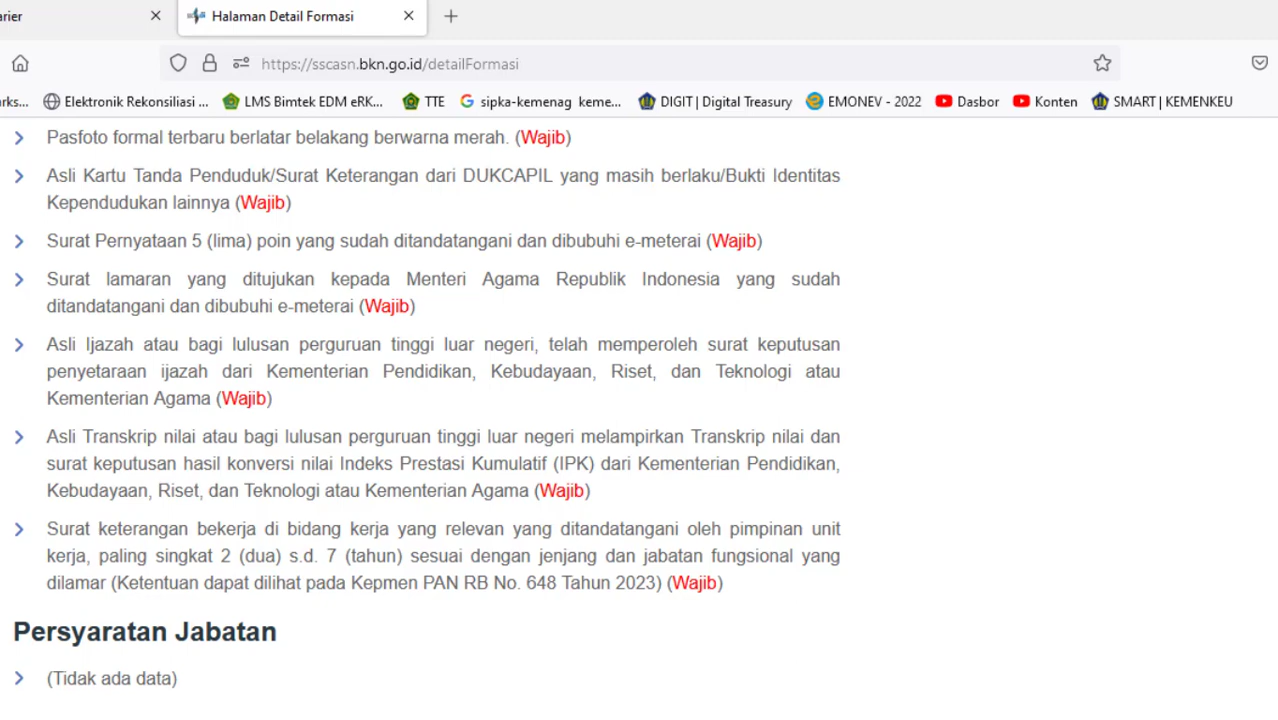 arier
Halaman Detail Formasi
https://sscasn.bkn.go.id/detailFormasi
rks... Elektronik Rekonsiliasi ... LMS Bimtek EDM eRK... TTE sipka-kemenag keme... DIGIT | Digital Treasury EMONEV - 2022 Dasbor Konten SMART | KEMENKEU
Pasfoto formal terbaru berlatar belakang berwarna merah. (Wajib)
Asli Kartu Tanda Penduduk/Surat Keterangan dari DUKCAPIL yang masih berlaku/Bukti Identitas
Kependudukan lainnya (Wajib)
Surat Pernyataan 5 (lima) poin yang sudah ditandatangani dan dibubuhi e-meterai (Wajib)
Surat lamaran yang ditujukan kepada Menteri Agama Republik Indonesia yang sudah
ditandatangani dan dibubuhi e-meterai (Wajib)
Asli Ijazah atau bagi lulusan perguruan tinggi luar negeri, telah memperoleh surat keputusan
penyetaraan ijazah dari Kementerian Pendidikan, Kebudayaan, Riset, dan Teknologi atau
Kementerian Agama (Wajib)
Asli Transkrip nilai atau bagi lulusan perguruan tinggi luar negeri melampirkan Transkrip nilai dan
surat keputusan hasil konversi nilai Indeks Prestasi Kumulatif (IPK) dari Kementerian Pendidikan,
Kebudayaan, Riset, dan Teknologi atau Kementerian Agama (Wajib)
Surat keterangan bekerja di bidang kerja yang relevan yang ditandatangani oleh pimpinan unit
kerja, paling singkat 2 (dua) s.d. 7 (tahun) sesuai dengan jenjang dan jabatan fungsional yang
dilamar (Ketentuan dapat dilihat pada Kepmen PAN RB No. 648 Tahun 2023) (Wajib)
Persyaratan Jabatan
(Tidak ada data)